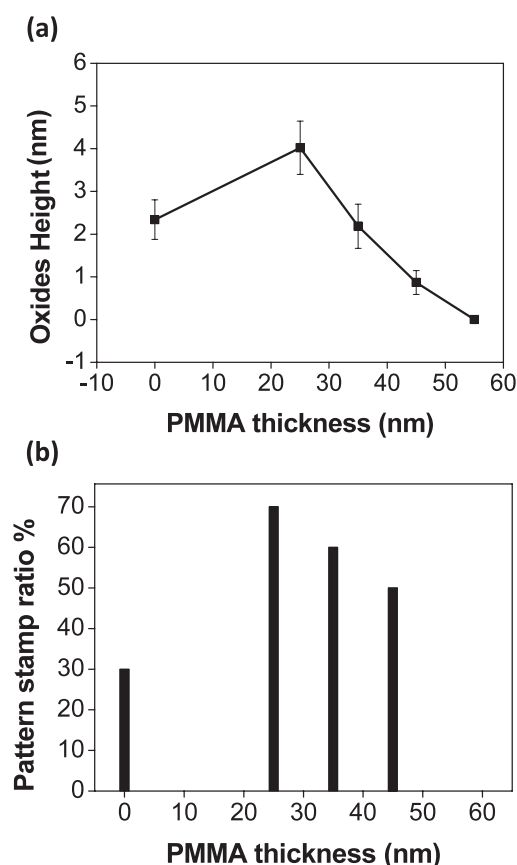 (a)
6
5
4
3
2
1
0
-1
Oxides Height (nm)
-10 0 10 20 30 40 50 60
PMMA thickness (nm)
(b)
70
60
50
40
30
20
10
0
Pattern stamp ratio %
0 10 20 30 40 50 60
PMMA thickness (nm)